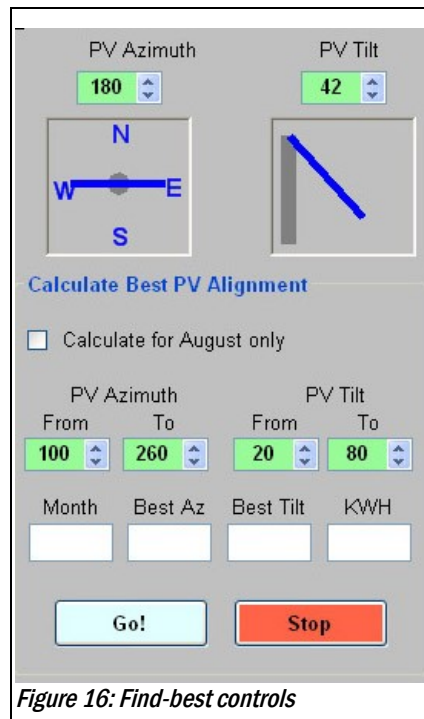 PV Azimuth PV Tilt
180 42
N
W E
S
Calculate Best PV Alignment
Calculate for August only
PV Azimuth PV Tilt
From To From To
100 260 20 80
Month Best Az Best Tilt KWH
Go! Stop
Figure 16: Find-best controls